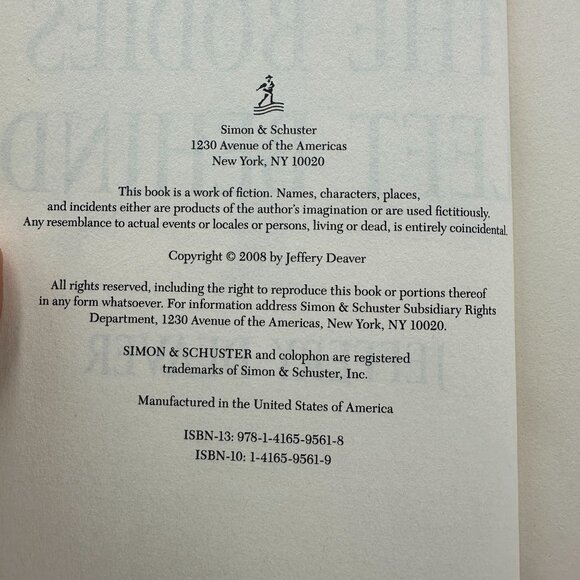 THE BODIES
LEFT BEHIND
Simon & Schuster
1230 Avenue of the Americas
New York, NY 10020
This book is a work of fiction. Names, characters, places,
and incidents either are products of the author's imagination or are used fictitiously.
Any resemblance to actual events or locales or persons, living or dead, is entirely coincidental.
Copyright © 2008 by Jeffery Deaver
All rights reserved, including the right to reproduce this book or portions thereof
in any form whatsoever. For information address Simon & Schuster Subsidiary Rights
Department, 1230 Avenue of the Americas, New York, NY 10020.
SIMON & SCHUSTER and colophon are registered
trademarks of Simon & Schuster, Inc.
Manufactured in the United States of America
ISBN-13: 978-1-4165-9561-8
ISBN-10: 1-4165-9561-9